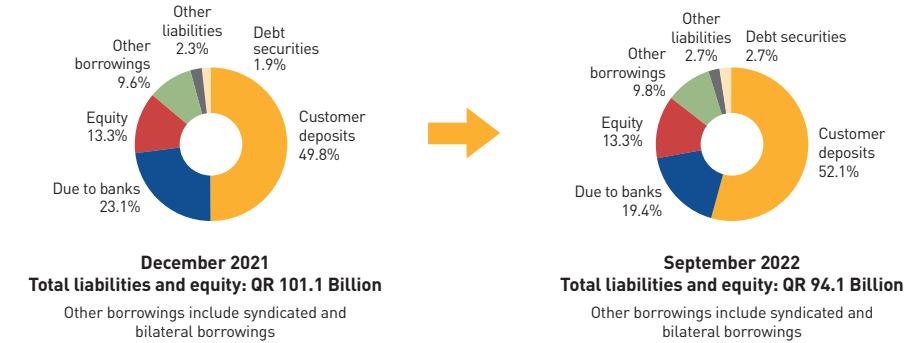 Other
liabilities
2.3%
Debt
securities
1.9%
Other
borrowings
9.6%
Equity
13.3%
Customer
deposits
49.8%
Due to banks
23.1%
December 2021
Total liabilities and equity: QR 101.1 Billion
Other borrowings include syndicated and
bilateral borrowings
Other
liabilities
2.7%
Debt securities
2.7%
Other
borrowings
9.8%
Equity
13.3%
Customer
deposits
52.1%
Due to banks
19.4%
September 2022
Total liabilities and equity: QR 94.1 Billion
Other borrowings include syndicated and
bilateral borrowings